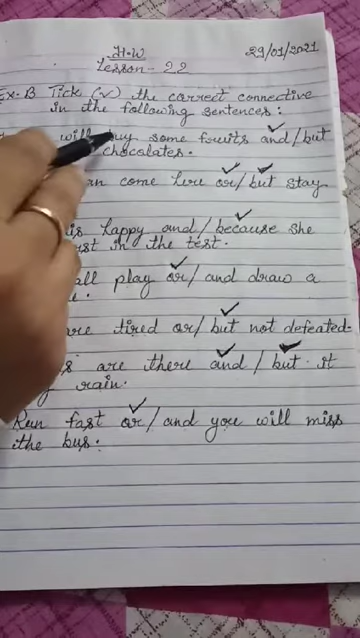 H.W 29/01/2021
Lesson - 22
Ex-B Tick (✓) the correct connective
in the following sentences:
will buy some fruits and/but
chocolates.
come here or/but stay
is happy and/because she
in the test.
play or/and draw a
tired or/but not defeated.
are there and/but it
rain.
Run fast or/and you will miss
the bus.